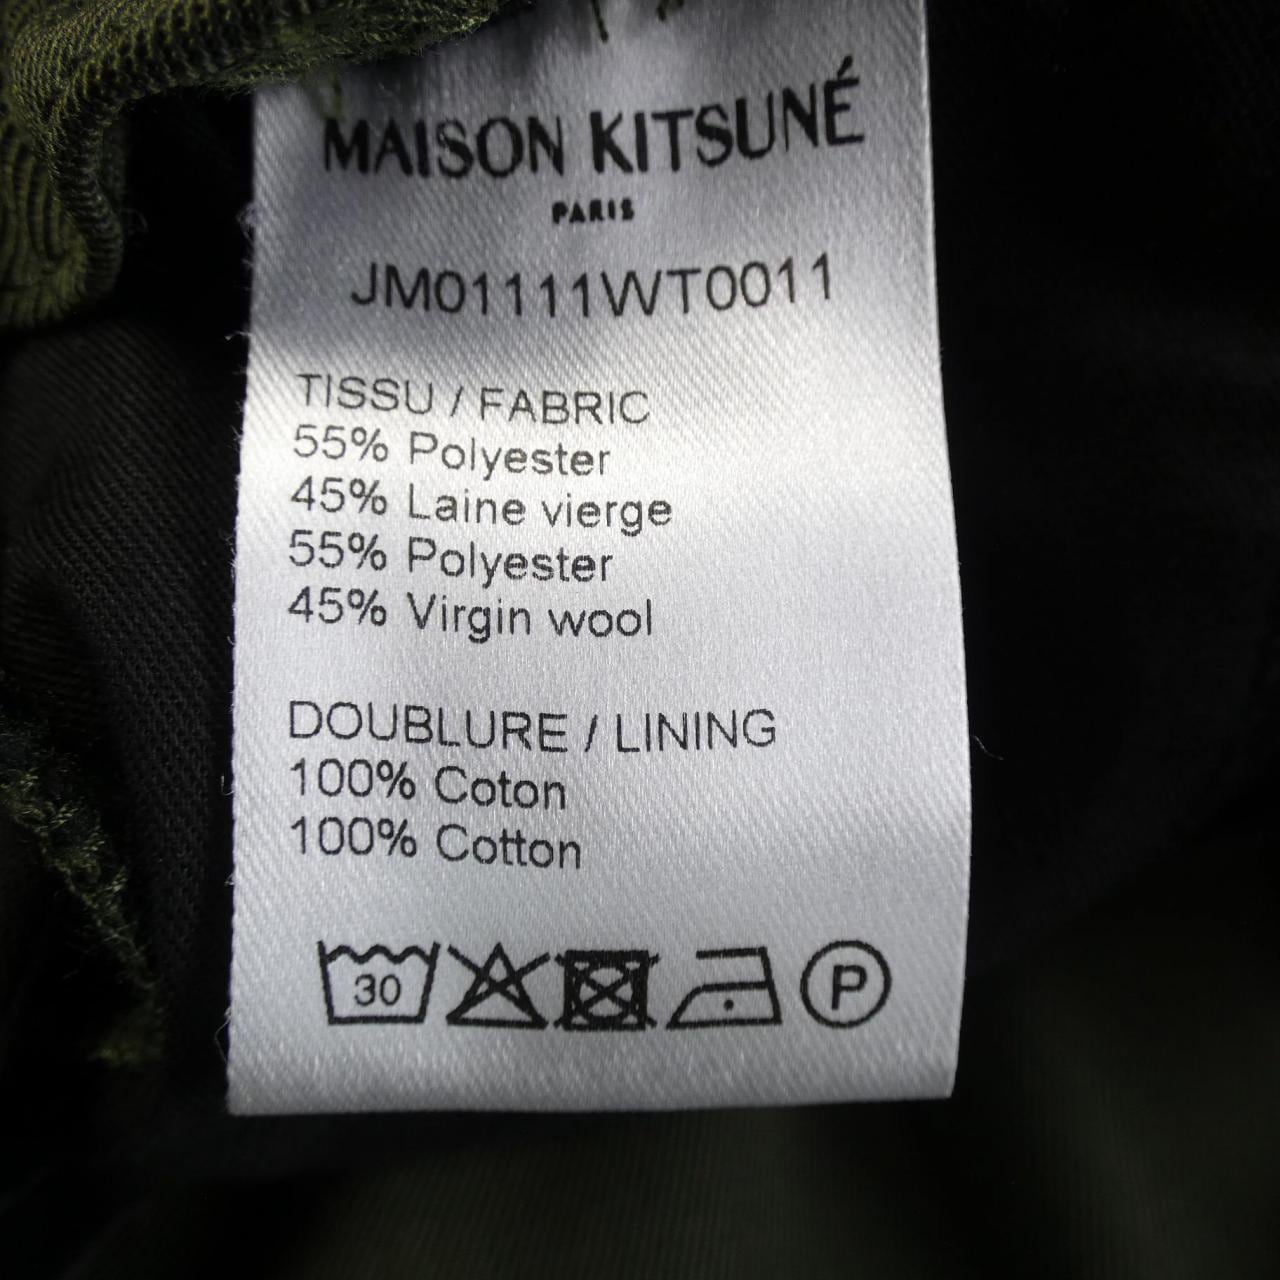 MAISON KITSUNÉ
PARIS
JM01111WT0011
TISSU / FABRIC
55% Polyester
45% Laine vierge
55% Polyester
45% Virgin wool
DOUBLURE / LINING
100% Coton
100% Cotton
30 P